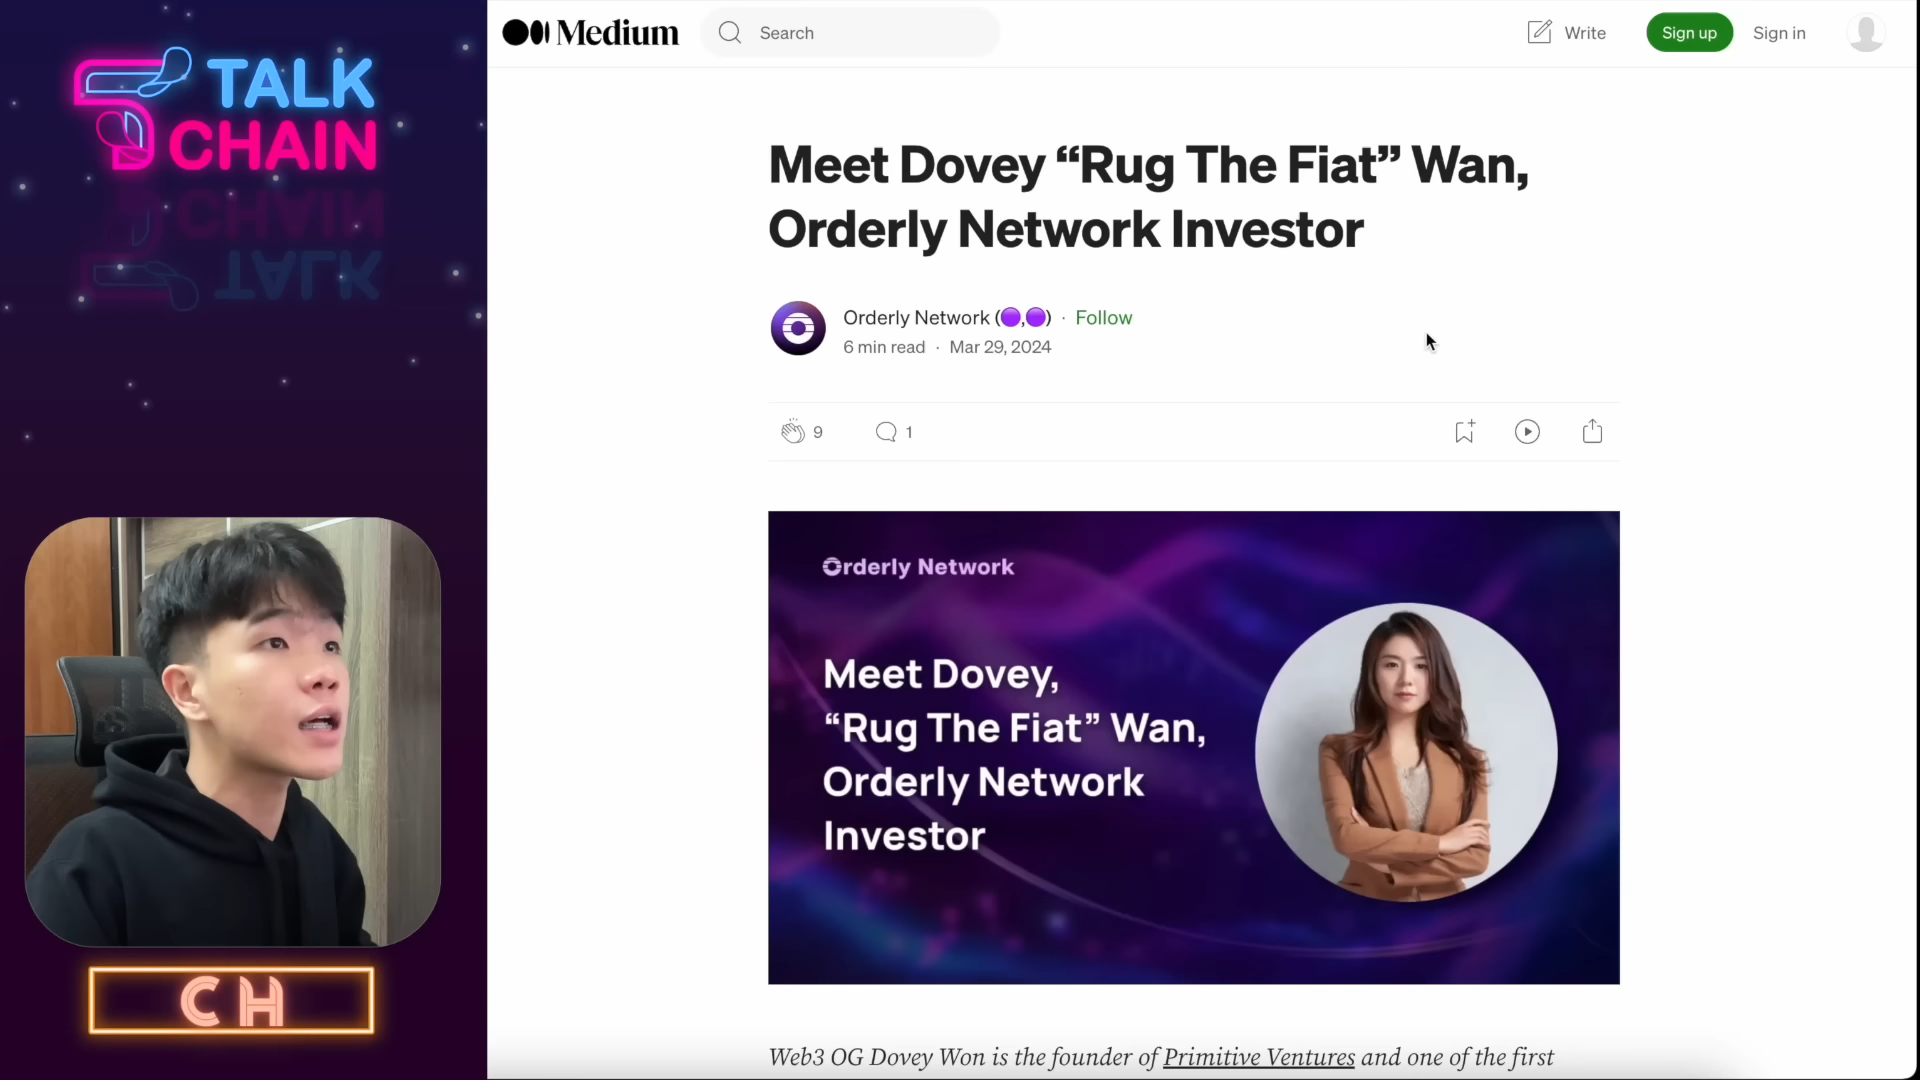 TALK
CHAIN
CH
Medium
Search
Write
Sign up
Sign in
Meet Dovey “Rug The Fiat” Wan,
Orderly Network Investor
Orderly Network (🟣,🟣) · Follow
6 min read · Mar 29, 2024
9
1
Orderly Network
Meet Dovey,
“Rug The Fiat” Wan,
Orderly Network
Investor
Web3 OG Dovey Won is the founder of Primitive Ventures and one of the first